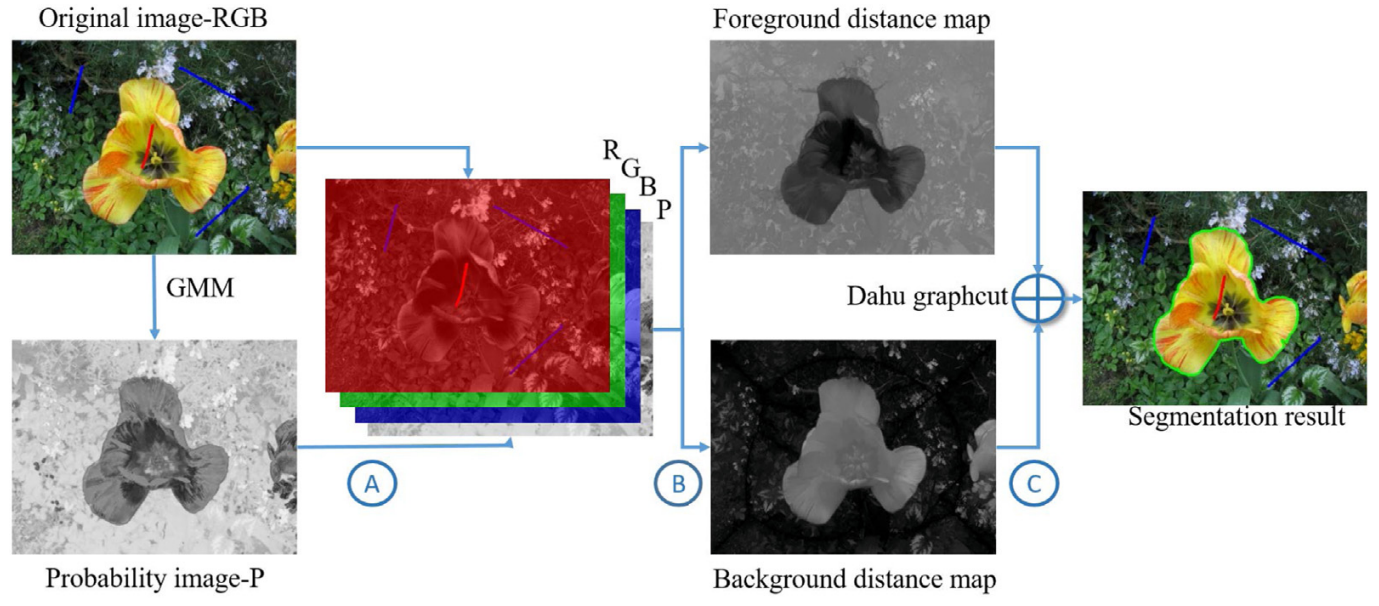 Original image-RGB
Foreground distance map
R
G
B
P
GMM
Dahu graphcut
Segmentation result
A
B
C
Probability image-P
Background distance map